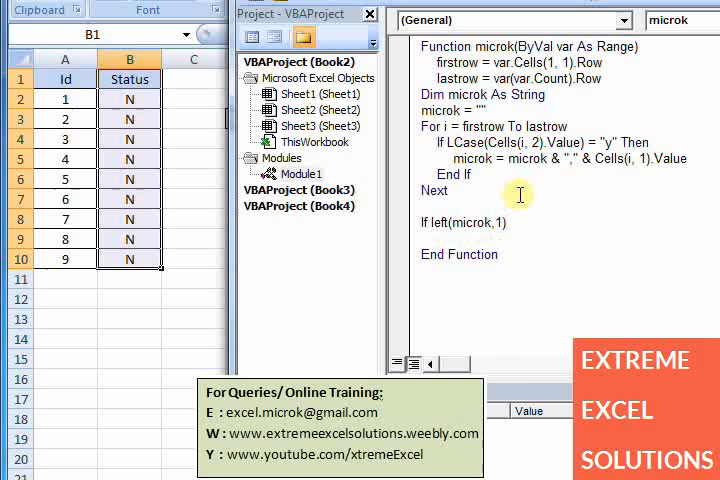 Clipboard
Font
B1
A B C
1 Id Status
2 1 N
3 2 N
4 3 N
5 4 N
6 5 N
7 6 N
8 7 N
9 8 N
10 9 N
11
12
13
14
15
16
17
18
19
20
21
Project - VBAProject
VBAProject (Book2)
Microsoft Excel Objects
Sheet1 (Sheet1)
Sheet2 (Sheet2)
Sheet3 (Sheet3)
ThisWorkbook
Modules
Module1
VBAProject (Book3)
VBAProject (Book4)
(General)
microk
Function microk(ByVal var As Range)
firstrow = var.Cells(1, 1).Row
lastrow = var(var.Count).Row
Dim microk As String
microk = ""
For i = firstrow To lastrow
If LCase(Cells(i, 2).Value) = "y" Then
microk = microk & "," & Cells(i, 1).Value
End If
Next
If left(microk,1)
End Function
Value
For Queries/ Online Training:
E : excel.microk@gmail.com
W : www.extremeexcelsolutions.weebly.com
Y : www.youtube.com/xtremeExcel
EXTREME
EXCEL
SOLUTIONS